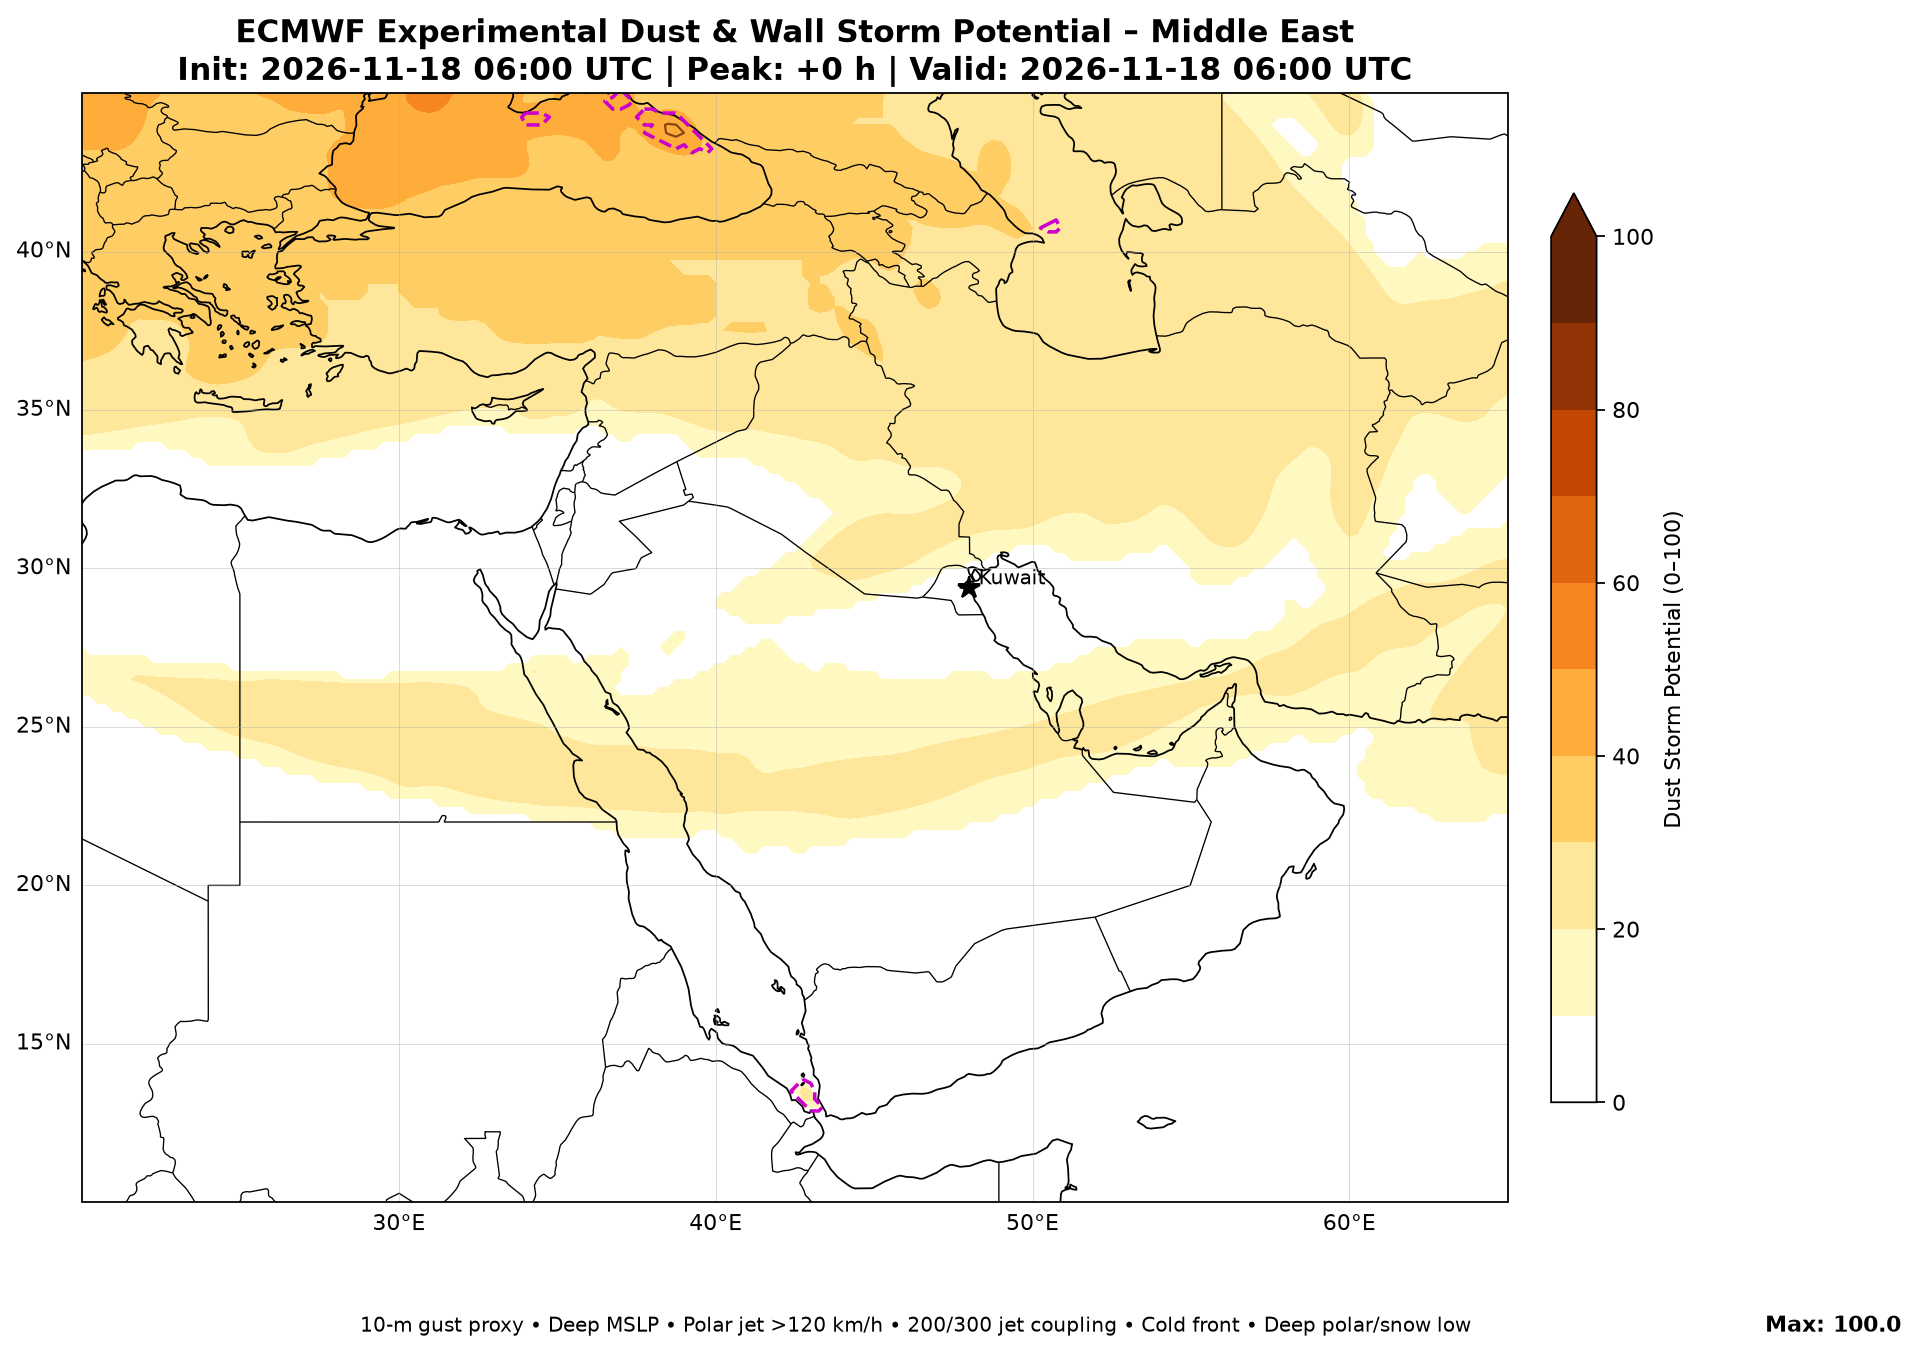 ECMWF Experimental Dust & Wall Storm Potential – Middle East
Init: 2026-11-18 06:00 UTC | Peak: +0 h | Valid: 2026-11-18 06:00 UTC
40°N
35°N
30°N
25°N
20°N
15°N
30°E
40°E
50°E
60°E
Kuwait
100
80
60
40
20
0
Dust Storm Potential (0–100)
10-m gust proxy • Deep MSLP • Polar jet >120 km/h • 200/300 jet coupling • Cold front • Deep polar/snow low
Max: 100.0